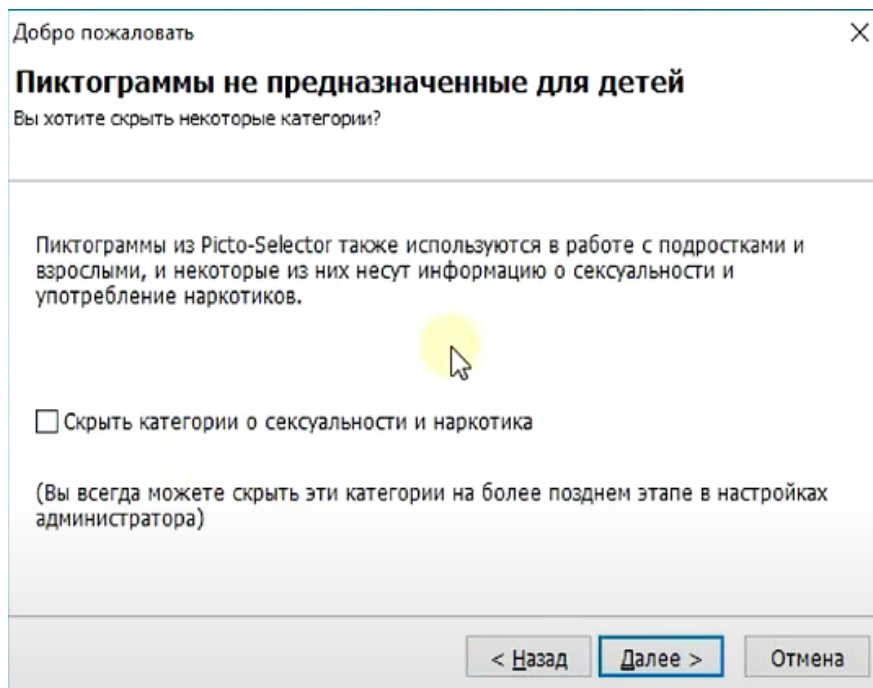 Добро пожаловать
Пиктограммы не предназначенные для детей
Вы хотите скрыть некоторые категории?
Пиктограммы из Picto-Selector также используются в работе с подростками и
взрослыми, и некоторые из них несут информацию о сексуальности и
употребление наркотиков.
Скрыть категории о сексуальности и наркотика
(Вы всегда можете скрыть эти категории на более позднем этапе в настройках
администратора)
< Назад Далее > Отмена